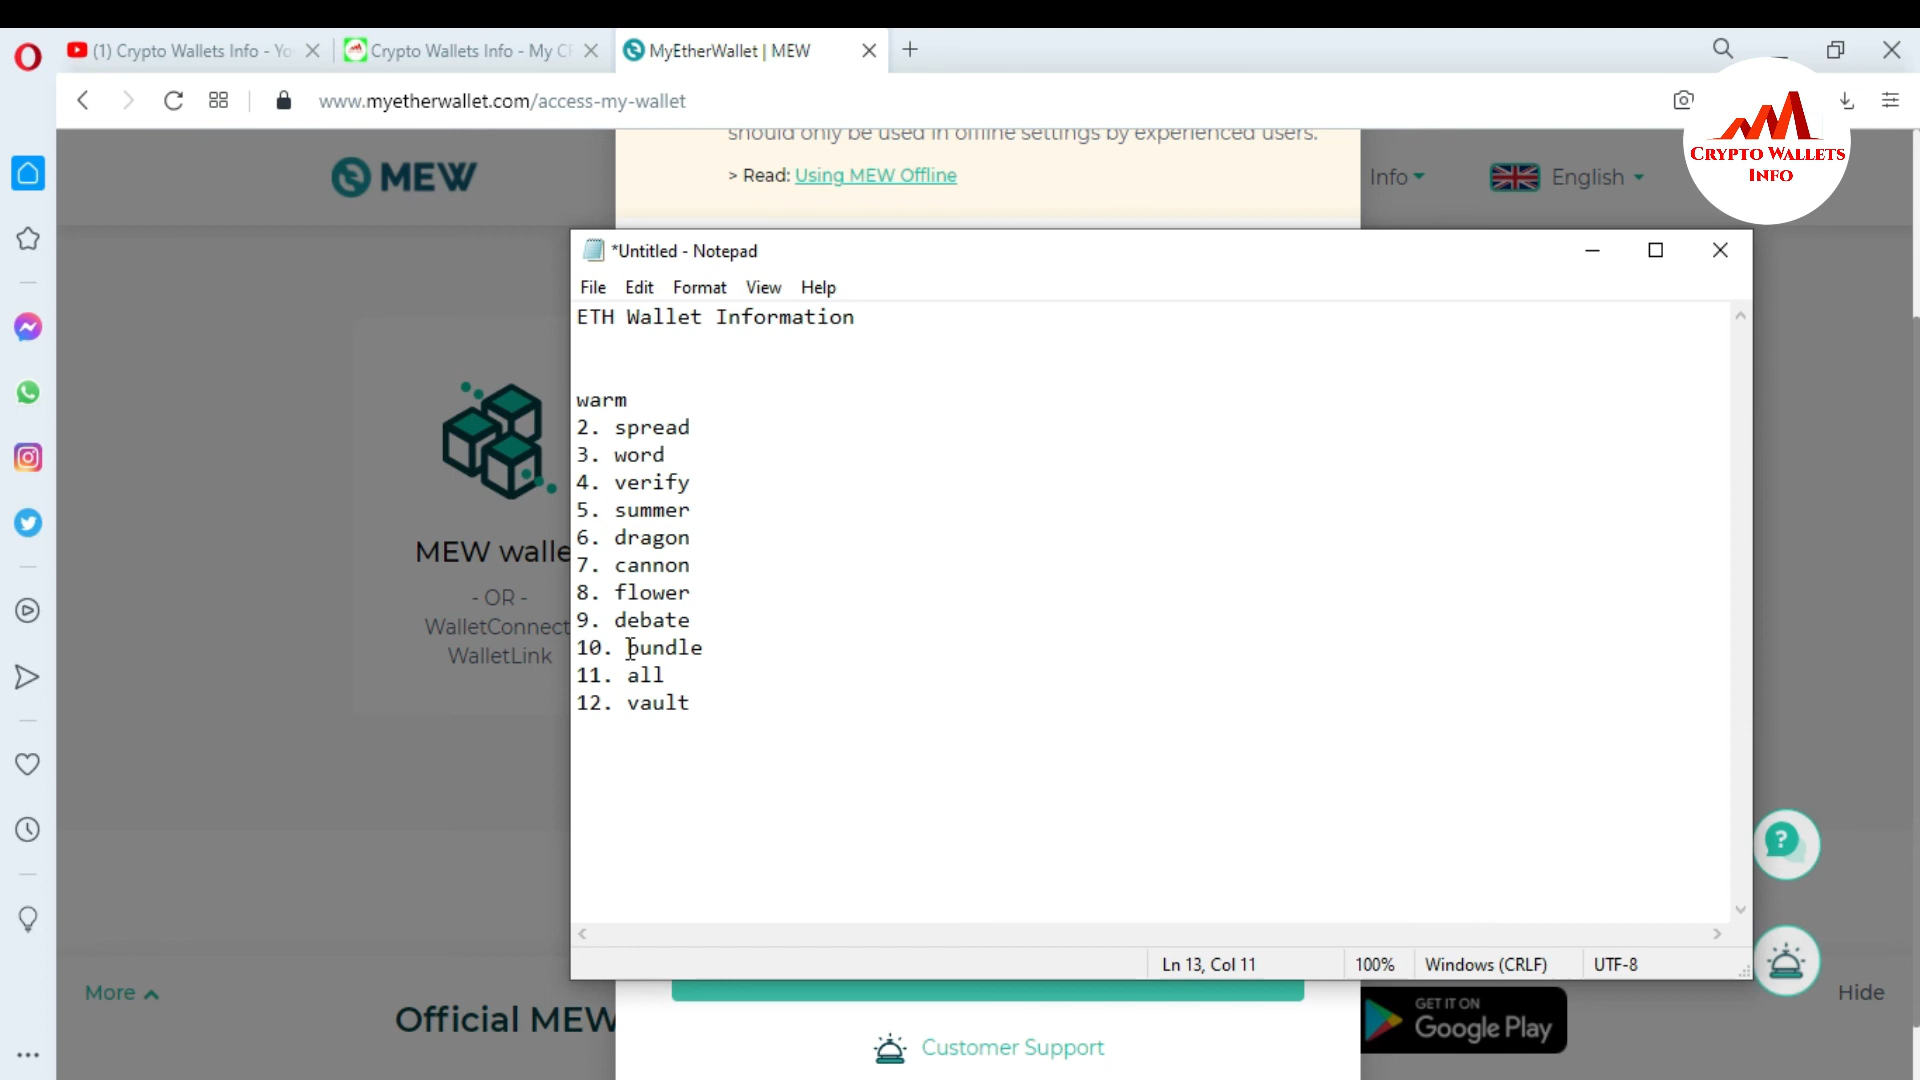 (1) Crypto Wallets Info - Yo
Crypto Wallets Info - My C
MyEtherWallet | MEW
www.myetherwallet.com/access-my-wallet
CRYPTO WALLETS
INFO
should only be used in offline settings by experienced users.
> Read: Using MEW Offline
MEW
Info
English
*Untitled - Notepad
File Edit Format View Help
ETH Wallet Information
warm
2. spread
3. word
4. verify
5. summer
6. dragon
7. cannon
8. flower
9. debate
10. bundle
11. all
12. vault
MEW walle
- OR -
WalletConnect
WalletLink
Ln 13, Col 11
100%
Windows (CRLF)
UTF-8
More
Hide
Official MEW
GET IT ON
Google Play
Customer Support